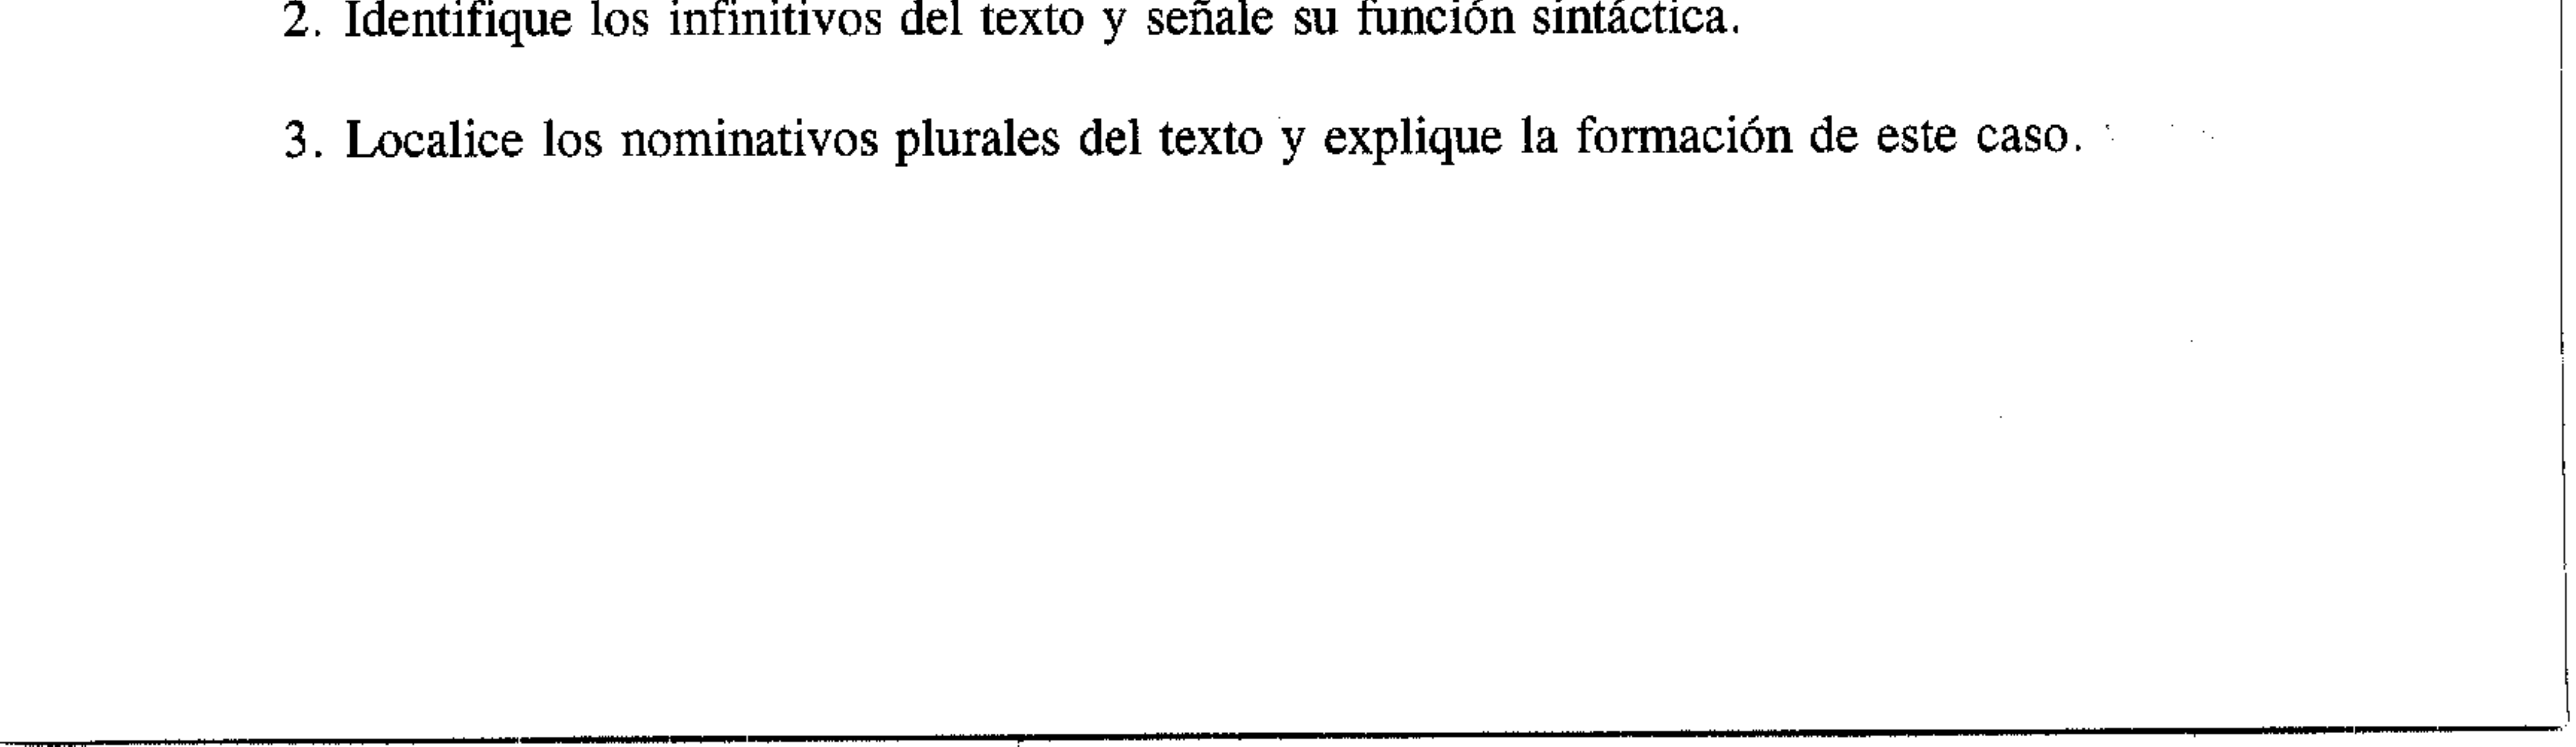 2. Identifique los infinitivos del texto y señale su función sintáctica.
3. Localice los nominativos plurales del texto y explique la formación de este caso.